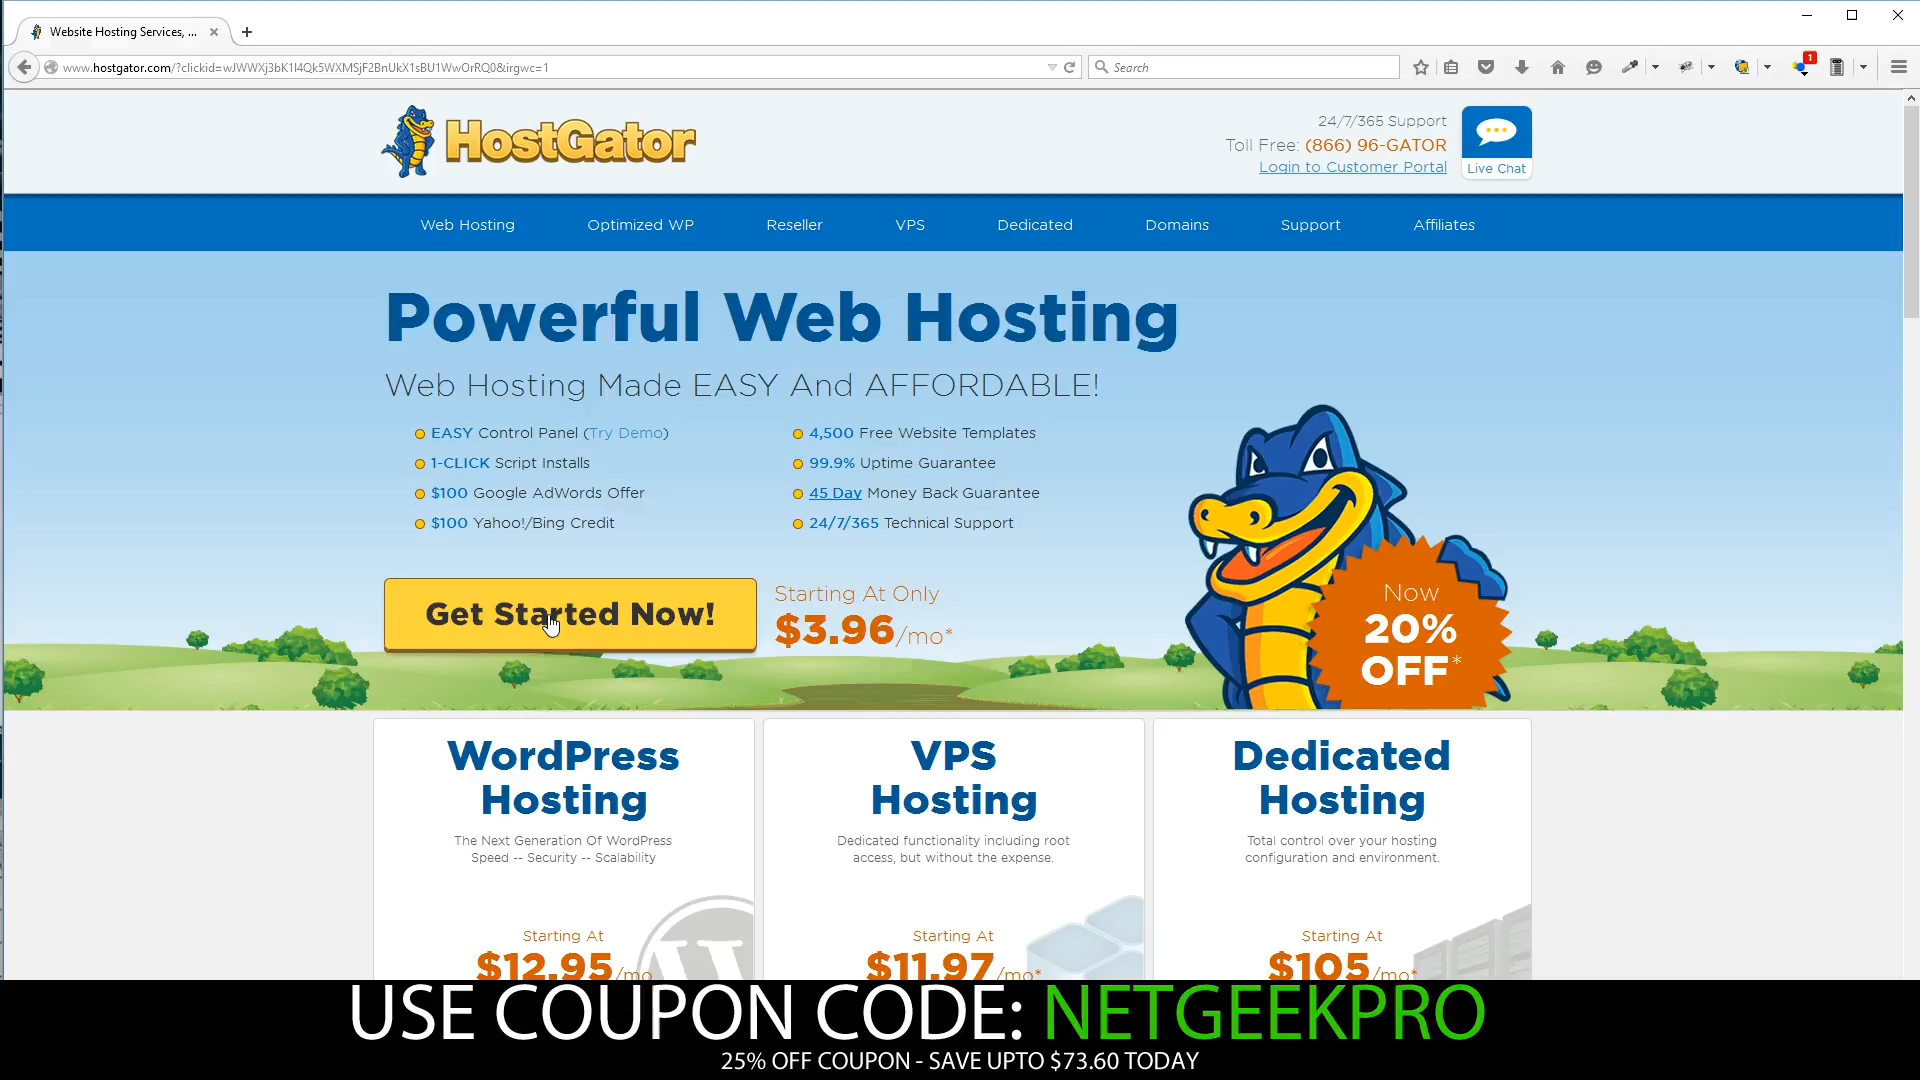 Website Hosting Services, ...
www.hostgator.com/?clickid=wJWWXj3bK1I4Qk5WXMSjF2BnUkX1sBU1WwOrRQ0&irgwc=1
Search
1
HostGator
24/7/365 Support
Toll Free: (866) 96-GATOR
Login to Customer Portal
Live Chat
Web Hosting
Optimized WP
Reseller
VPS
Dedicated
Domains
Support
Affiliates
Powerful Web Hosting
Web Hosting Made EASY And AFFORDABLE!
EASY Control Panel (Try Demo)
1-CLICK Script Installs
$100 Google AdWords Offer
$100 Yahoo!/Bing Credit
4,500 Free Website Templates
99.9% Uptime Guarantee
45 Day Money Back Guarantee
24/7/365 Technical Support
Get Started Now!
Starting At Only
$3.96/mo*
Now
20%
OFF*
WordPress
Hosting
The Next Generation Of WordPress
Speed -- Security -- Scalability
Starting At
$12.95/mo
VPS
Hosting
Dedicated functionality including root
access, but without the expense.
Starting At
$11.97/mo*
Dedicated
Hosting
Total control over your hosting
configuration and environment.
Starting At
$105/mo*
USE COUPON CODE: NETGEEKPRO
25% OFF COUPON - SAVE UPTO $73.60 TODAY